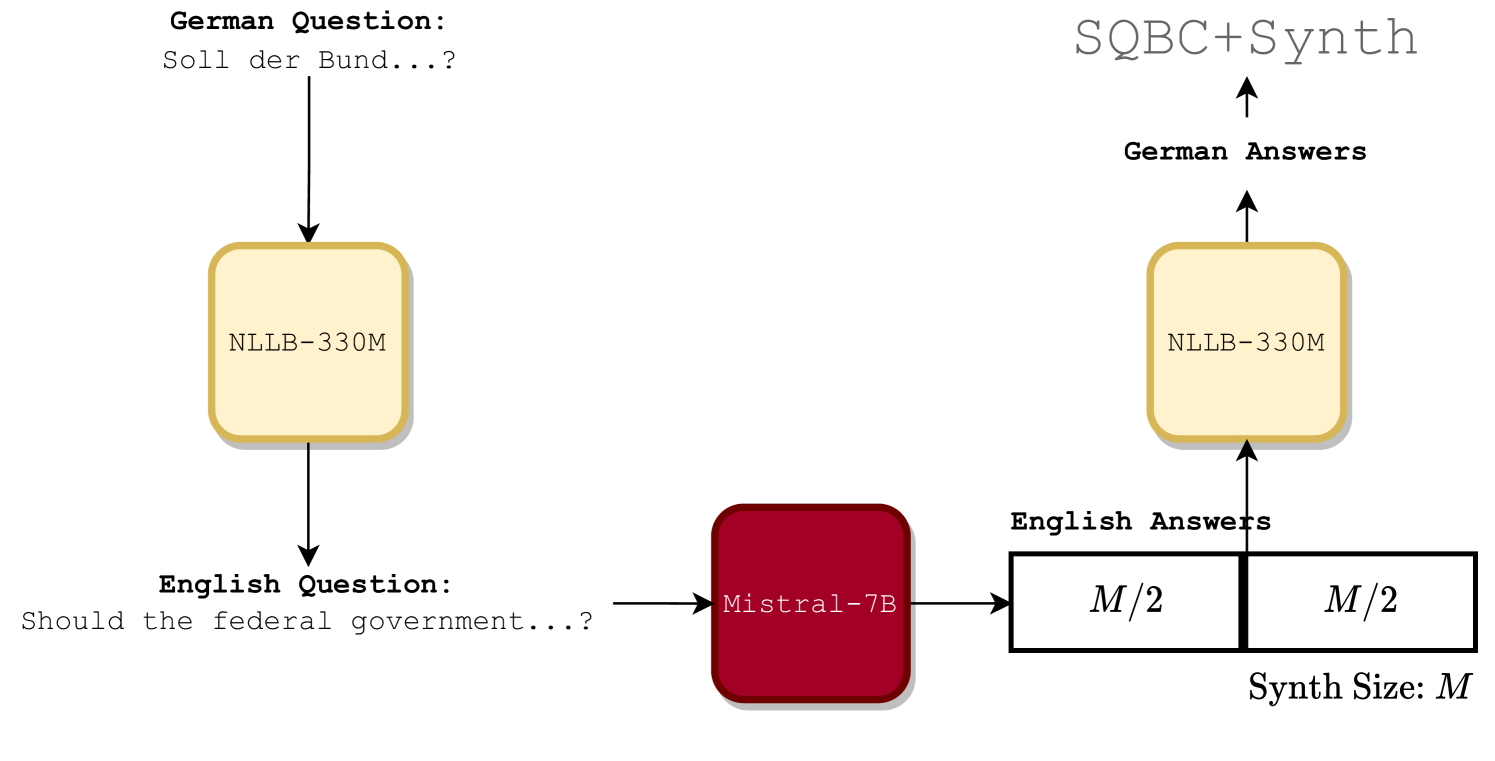 German Question:
Soll der Bund...?
NLLB-330M
English Question:
Should the federal government...?
Mistral-7B
English Answers
M/2
M/2
Synth Size: M
NLLB-330M
German Answers
SQBC+Synth